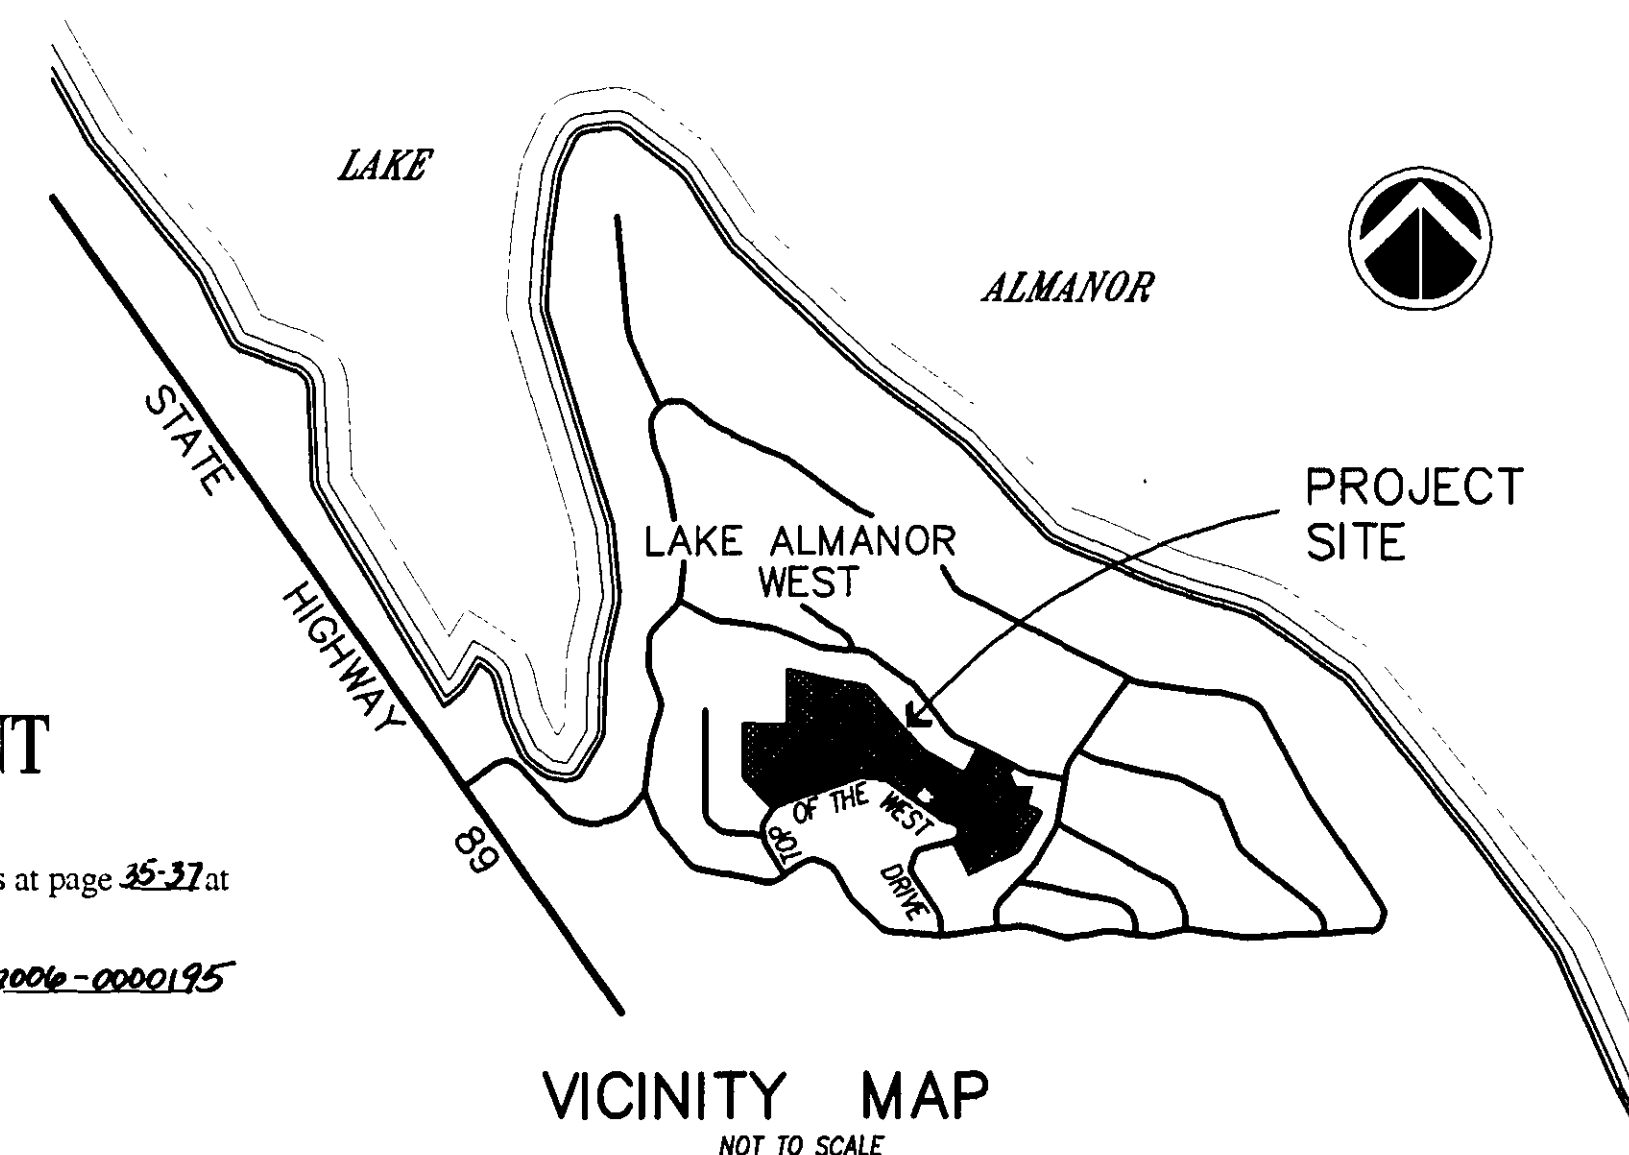 LAKE
ALMANOR
STATE
HIGHWAY
89
PROJECT
SITE
LAKE ALMANOR
WEST
TOP
OF THE
WEST
DRIVE
s at page 35-37 at
2006-0000195
VICINITY MAP
NOT TO SCALE